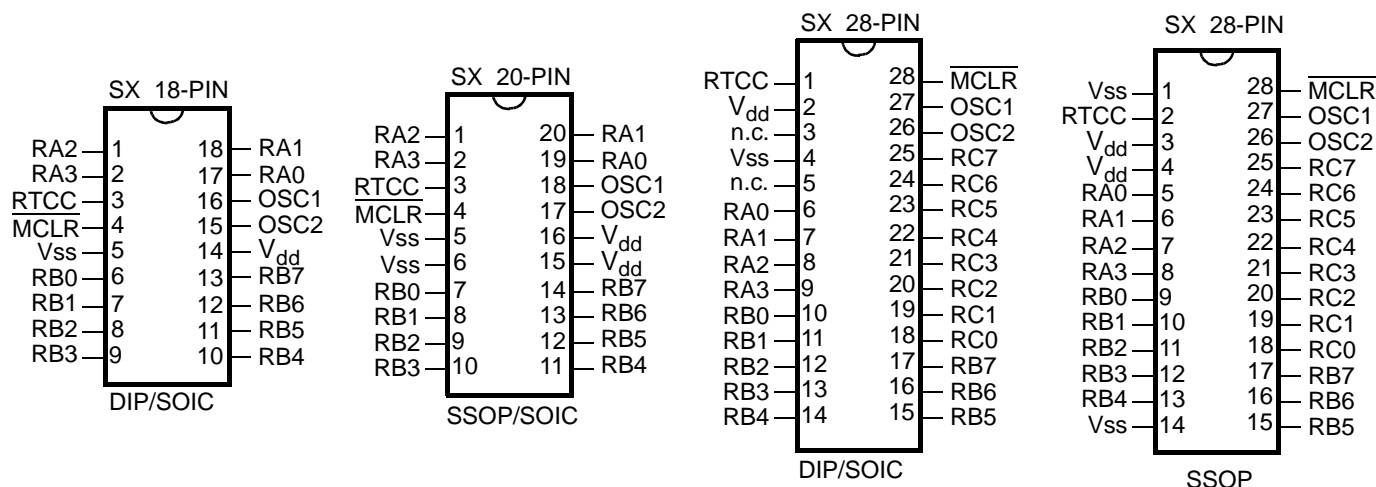 SX 18-PIN
RA2 1 18 RA1
RA3 2 17 RA0
RTCC 3 16 OSC1
MCLR 4 15 OSC2
Vss 5 14 Vdd
RB0 6 13 RB7
RB1 7 12 RB6
RB2 8 11 RB5
RB3 9 10 RB4
DIP/SOIC
SX 20-PIN
RA2 1 20 RA1
RA3 2 19 RA0
RTCC 3 18 OSC1
MCLR 4 17 OSC2
Vss 5 16 Vdd
Vss 6 15 Vdd
RB0 7 14 RB7
RB1 8 13 RB6
RB2 9 12 RB5
RB3 10 11 RB4
SSOP/SOIC
SX 28-PIN
RTCC 1 28 MCLR
Vdd 2 27 OSC1
n.c. 3 26 OSC2
Vss 4 25 RC7
n.c. 5 24 RC6
RA0 6 23 RC5
RA1 7 22 RC4
RA2 8 21 RC3
RA3 9 20 RC2
RB0 10 19 RC1
RB1 11 18 RC0
RB2 12 17 RB7
RB3 13 16 RB6
RB4 14 15 RB5
DIP/SOIC
SX 28-PIN
Vss 1 28 MCLR
RTCC 2 27 OSC1
Vdd 3 26 OSC2
Vdd 4 25 RC7
RA0 5 24 RC6
RA1 6 23 RC5
RA2 7 22 RC4
RA3 8 21 RC3
RB0 9 20 RC2
RB1 10 19 RC1
RB2 11 18 RC0
RB3 12 17 RB7
RB4 13 16 RB6
Vss 14 15 RB5
SSOP